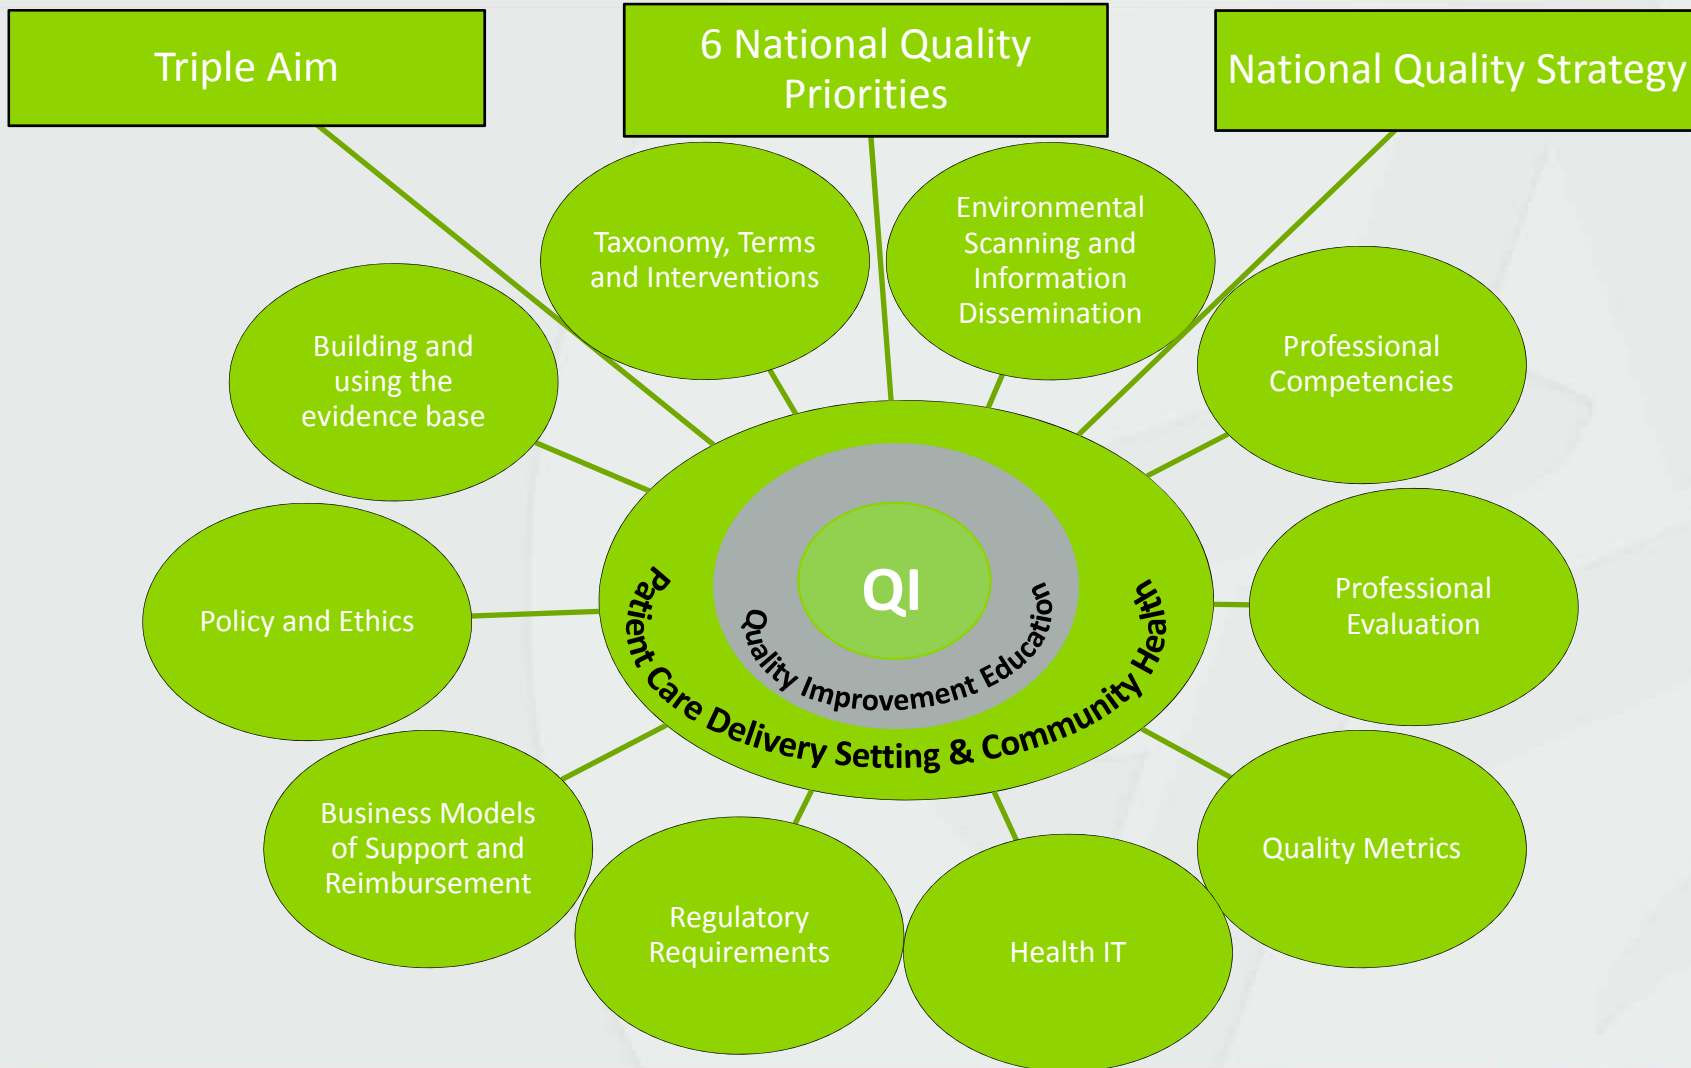 Triple Aim
6 National Quality
Priorities
National Quality Strategy
Taxonomy, Terms
and Interventions
Environmental
Scanning and
Information
Dissemination
Building and
using the
evidence base
Professional
Competencies
Policy and Ethics
QI
Quality Improvement Education
Patient Care Delivery Setting & Community Health
Professional
Evaluation
Business Models
of Support and
Reimbursement
Quality Metrics
Regulatory
Requirements
Health IT